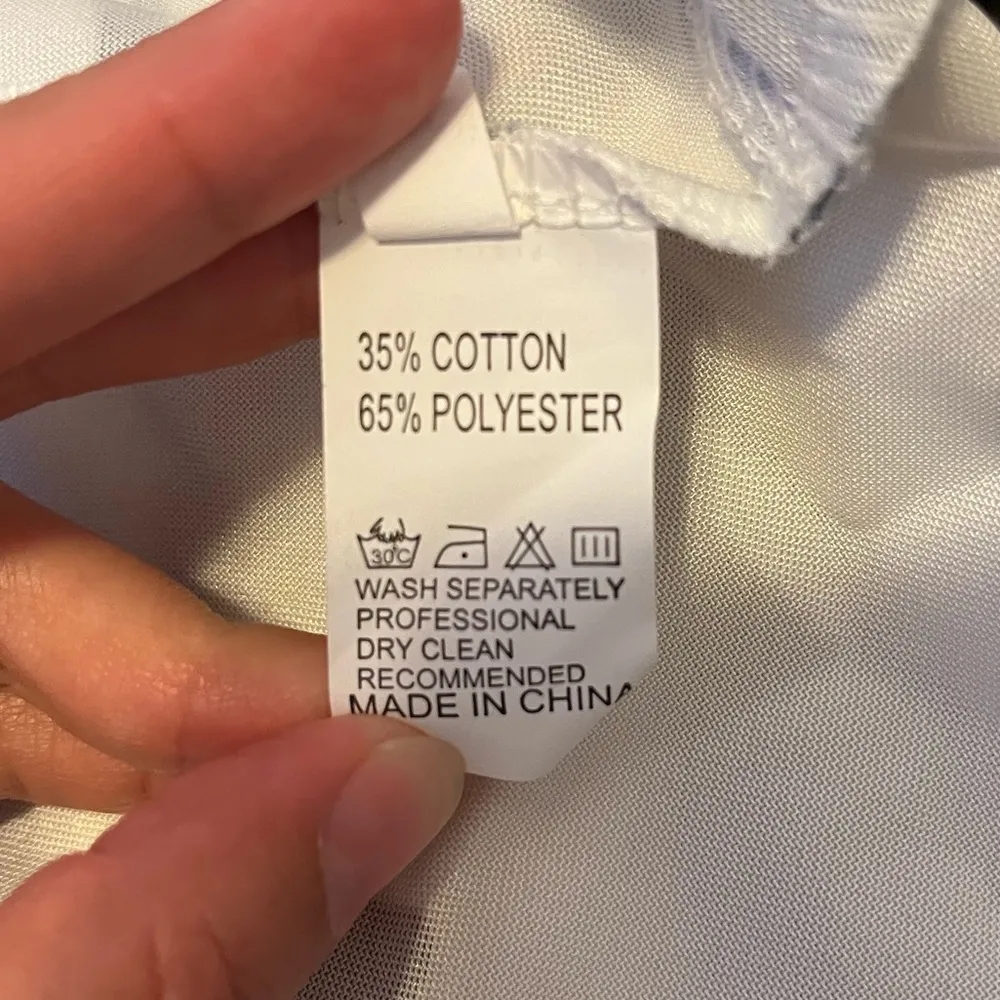 35% COTTON
65% POLYESTER
30°C
WASH SEPARATELY
PROFESSIONAL
DRY CLEAN
RECOMMENDED
MADE IN CHINA